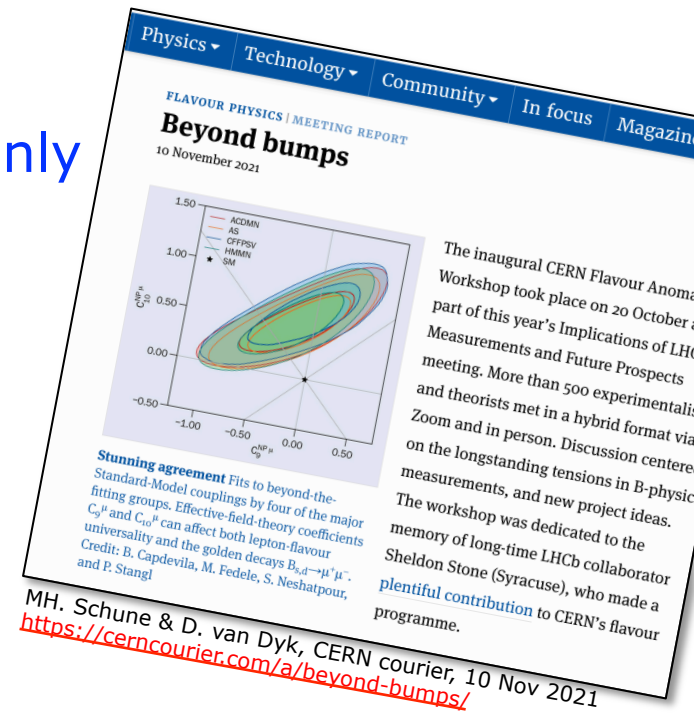 nly
Physics Technology Community In focus Magazin
FLAVOUR PHYSICS | MEETING REPORT
Beyond bumps
10 November 2021
1.50
1.00
0.50
0.00
−0.50
C10^NP μ
ACDMN
AS
CFFPSV
HMMN
SM
−1.00 −0.50 0.00 0.50
C9^NP μ
Stunning agreement Fits to beyond-the-
Standard-Model couplings by four of the major
fitting groups. Effective-field-theory coefficients
C9^μ and C10^μ can affect both lepton-flavour
universality and the golden decays Bs,d→μ+μ−.
Credit: B. Capdevila, M. Fedele, S. Neshatpour,
and P. Stangl
The inaugural CERN Flavour Anoma
Workshop took place on 20 October a
part of this year's Implications of LHC
Measurements and Future Prospects
meeting. More than 500 experimentalis
and theorists met in a hybrid format via
Zoom and in person. Discussion centered
on the longstanding tensions in B-physic
measurements, and new project ideas.
The workshop was dedicated to the
memory of long-time LHCb collaborator
Sheldon Stone (Syracuse), who made a
plentiful contribution to CERN's flavour
programme.
MH. Schune & D. van Dyk, CERN courier, 10 Nov 2021
https://cerncourier.com/a/beyond-bumps/